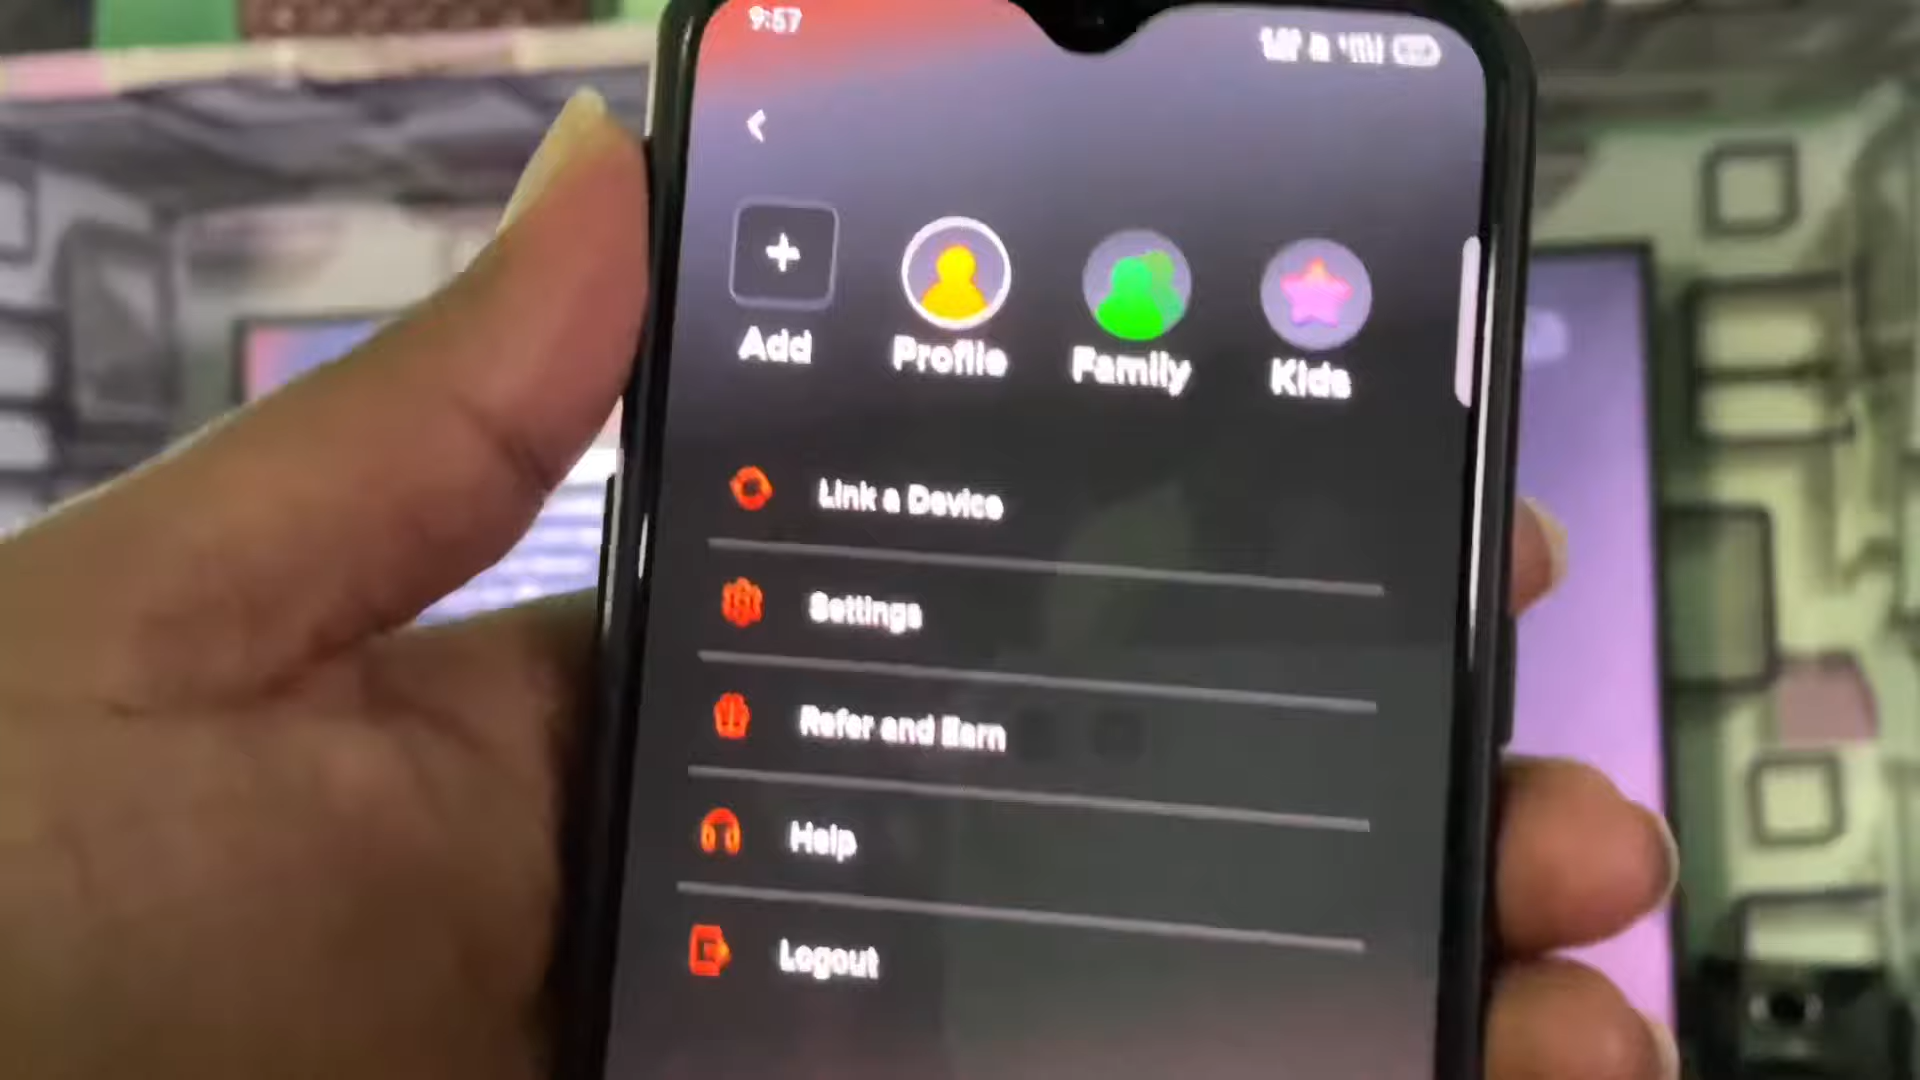 9:57
Add
Profile
Family
Kids
Link a Device
Settings
Refer and Earn
Help
Logout